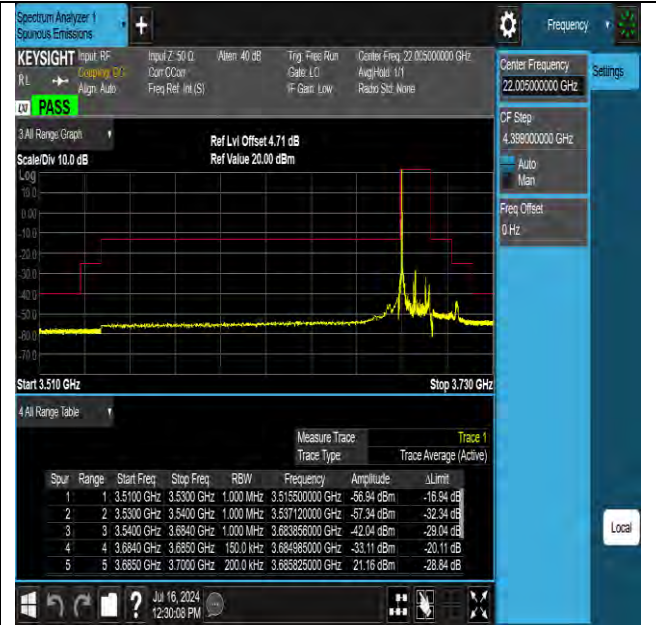 Spectrum Analyzer 1
Spurious Emissions
Frequency
KEYSIGHT Input: RF Input Z: 50 Ω Atten: 40 dB Trig: Free Run Center Freq: 22.005000000 GHz
RL Coupling: DC Corr CCorr Gate: LO Avg|Hold: 1/1
Align: Auto Freq Ref: Int (S) IF Gain: Low Radio Std: None
PASS
Center Frequency
22.005000000 GHz
Settings
CF Step
4.399000000 GHz
Auto
Man
Freq Offset
0 Hz
3 All Range Graph
Ref Lvl Offset 4.71 dB
Scale/Div 10.0 dB Ref Value 20.00 dBm
Log
10.0
0.00
-10.0
-20.0
-30.0
-40.0
-50.0
-60.0
-70.0
Start 3.510 GHz Stop 3.730 GHz
4 All Range Table
Measure Trace Trace 1
Trace Type Trace Average (Active)
Spur Range Start Freq Stop Freq RBW Frequency Amplitude ΔLimit
1 1 3.5100 GHz 3.5300 GHz 1.000 MHz 3.515500000 GHz -56.94 dBm -16.94 dB
2 2 3.5300 GHz 3.5400 GHz 1.000 MHz 3.537120000 GHz -57.34 dBm -32.34 dB
3 3 3.5400 GHz 3.6840 GHz 1.000 MHz 3.683856000 GHz -42.04 dBm -29.04 dB
4 4 3.6840 GHz 3.6850 GHz 150.0 kHz 3.684985000 GHz -33.11 dBm -20.11 dB
5 5 3.6850 GHz 3.7000 GHz 200.0 kHz 3.685825000 GHz 21.16 dBm -28.84 dB
Local
Jul 16, 2024
12:30:08 PM